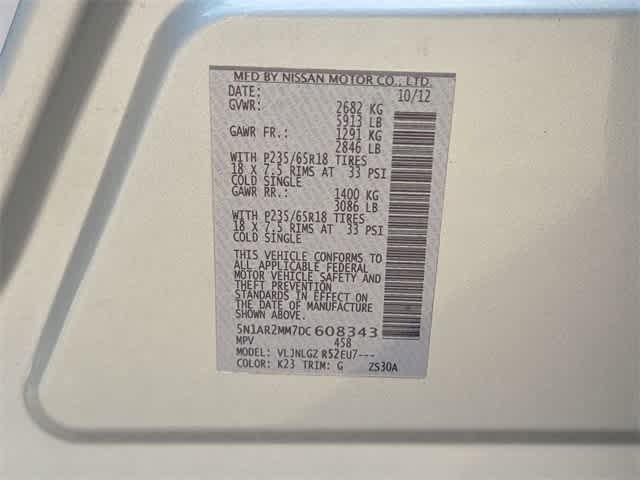 MFD BY NISSAN MOTOR CO., LTD.
DATE: 10/12
GVWR: 2682 KG
5913 LB
GAWR FR.: 1291 KG
2846 LB
WITH P235/65R18 TIRES
18 X 7.5 RIMS AT 33 PSI
COLD SINGLE
GAWR RR.: 1400 KG
3086 LB
WITH P235/65R18 TIRES
18 X 7.5 RIMS AT 33 PSI
COLD SINGLE
THIS VEHICLE CONFORMS TO
ALL APPLICABLE FEDERAL
MOTOR VEHICLE SAFETY AND
THEFT PREVENTION
STANDARDS IN EFFECT ON
THE DATE OF MANUFACTURE
SHOWN ABOVE.
5N1AR2MM7DC608343
MPV 458
MODEL: VLJNLGZ R52EU7---
COLOR: K23 TRIM: G ZS30A